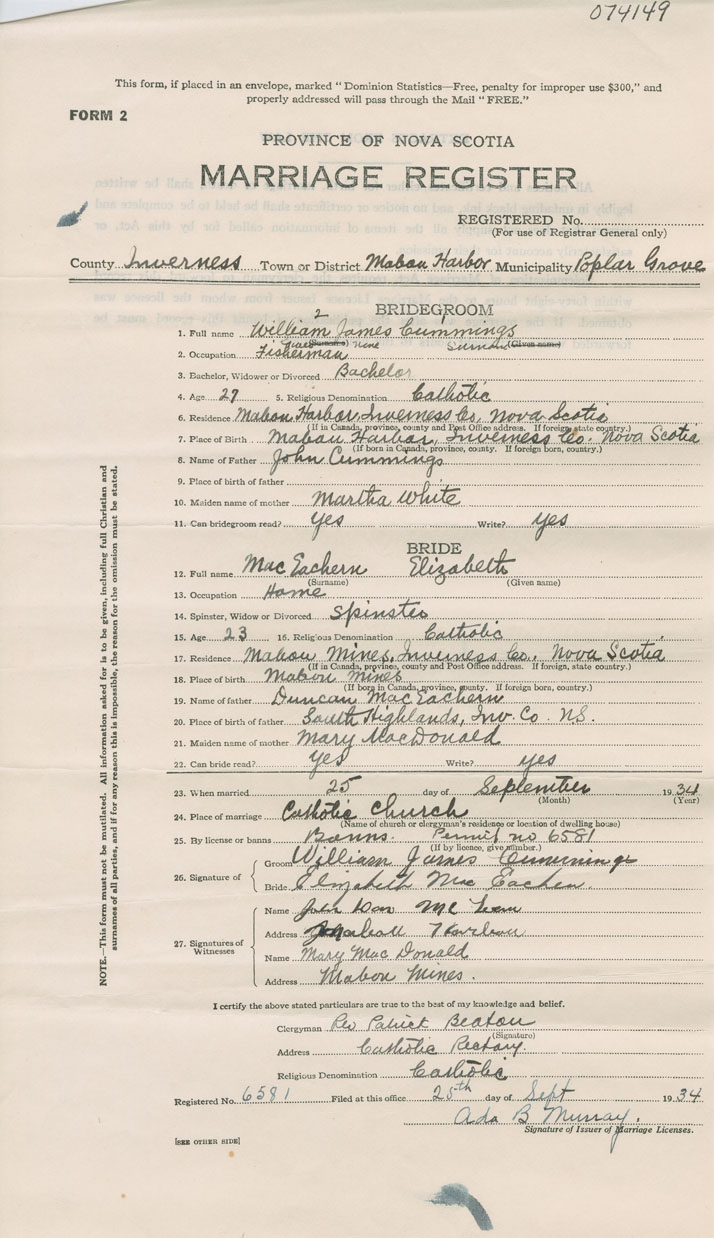 074149
This form, if placed in an envelope, marked "Dominion Statistics—Free, penalty for improper use $300," and
properly addressed will pass through the Mail "FREE."
FORM 2
PROVINCE OF NOVA SCOTIA
MARRIAGE REGISTER
REGISTERED No.
(For use of Registrar General only)
County Inverness Town or District Mabou Harbor Municipality Poplar Grove
BRIDEGROOM
2
1. Full name William James Cummings
(Surname) (Given name)
2. Occupation Fisherman
3. Bachelor, Widower or Divorced Bachelor
4. Age 27 5. Religious Denomination Catholic
6. Residence Mabou Harbor, Inverness Co, Nova Scotia
(If in Canada, province, county and Post Office address. If foreign, state country.)
7. Place of Birth Mabou Harbor, Inverness Co. Nova Scotia
(If born in Canada, province, county. If foreign born, country.)
8. Name of Father John Cummings
9. Place of birth of father
10. Maiden name of mother Martha White
11. Can bridegroom read? Yes Write? Yes
BRIDE
12. Full name Mac Eachern Elizabeth
(Surname) (Given name)
13. Occupation Home
14. Spinster, Widow or Divorced Spinster
15. Age 23 16. Religious Denomination Catholic
17. Residence Mabou Mines, Inverness Co., Nova Scotia
(If in Canada, province, county and Post Office address. If foreign, state country.)
18. Place of birth Mabou Mines
(If born in Canada, province, county. If foreign born, country.)
19. Name of father Duncan MacEachern
20. Place of birth of father South Highlands, Inv. Co. NS.
21. Maiden name of mother Mary MacDonald
22. Can bride read? Yes Write? yes
23. When married 25 day of September 1934
(Month) (Year)
24. Place of marriage Catholic Church
(Name of church or clergyman's residence or location of dwelling house)
25. By license or banns Banns. Permit no 6581
(If by licence, give number.)
26. Signature of
Groom William James Cummings
Bride Elizabeth Mac Eachen.
27. Signatures of Witnesses
Name John Mc
Address
Name Mary Mac Donald
Address Mabou Mines.
I certify the above stated particulars are true to the best of my knowledge and belief.
Clergyman Rev Patrick Beaton
(Signature)
Address Catholic Rectory.
Religious Denomination Catholic
Registered No. 6581 Filed at this office 25th day of Sept 1934
Ada B Murray.
Signature of Issuer of Marriage Licenses.
[SEE OTHER SIDE]
NOTE.—This form must not be mutilated. All information asked for is to be given, including full Christian and
surnames of all parties, and if for any reason this is impossible, the reason for the omission must be stated.